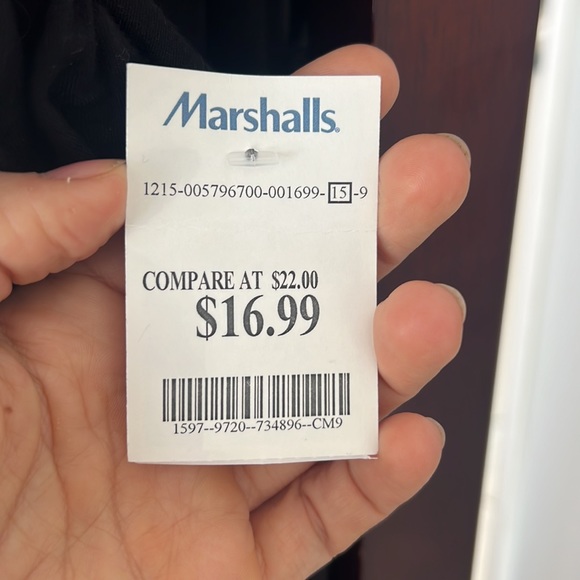 Marshalls.
1215-005796700-001699-15-9
COMPARE AT $22.00
$16.99
1597--9720--734896--CM9